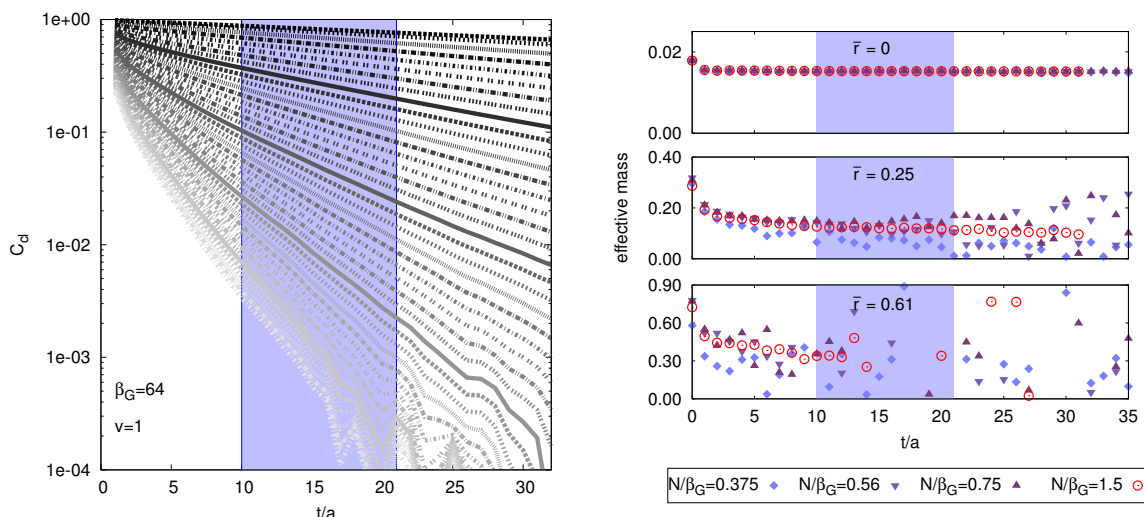 1e+00
1e-01
1e-02
1e-03
1e-04
C_cl
β_G=64
ν=1
0 5 10 15 20 25 30
t/a
effective mass
0.02
0.00
r̄ = 0
0.40
0.20
0.00
r̄ = 0.25
0.90
0.60
0.30
0.00
r̄ = 0.61
0 5 10 15 20 25 30 35
t/a
N/β_G=0.375 N/β_G=0.56 N/β_G=0.75 N/β_G=1.5